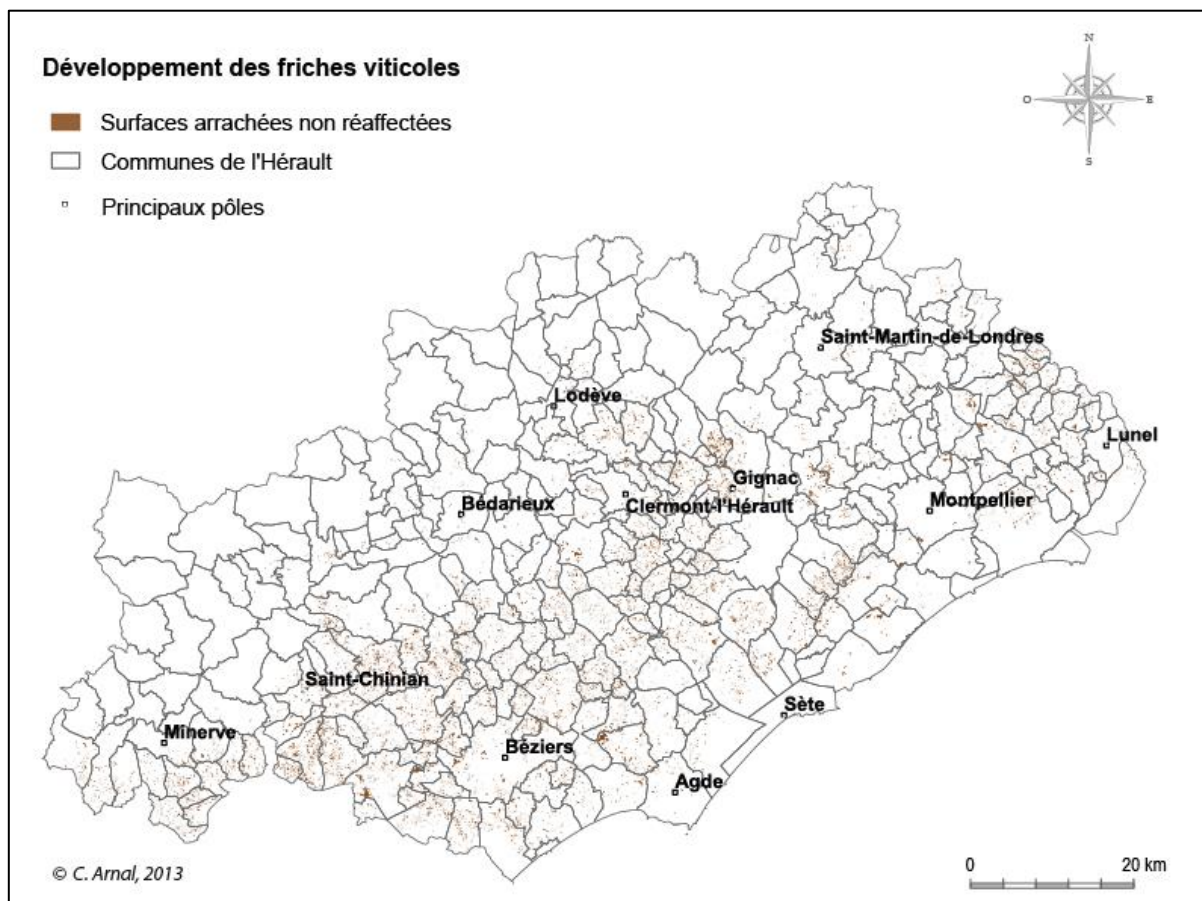 Développement des friches viticoles
Surfaces arrachées non réaffectées
Communes de l'Hérault
Principaux pôles
N
O
E
S
Saint-Martin-de-Londres
Lodève
Lunel
Gignac
Clermont-l'Hérault
Montpellier
Bédarieux
Saint-Chinian
Sète
Minerve
Béziers
Agde
© C. Arnal, 2013
0
20 km